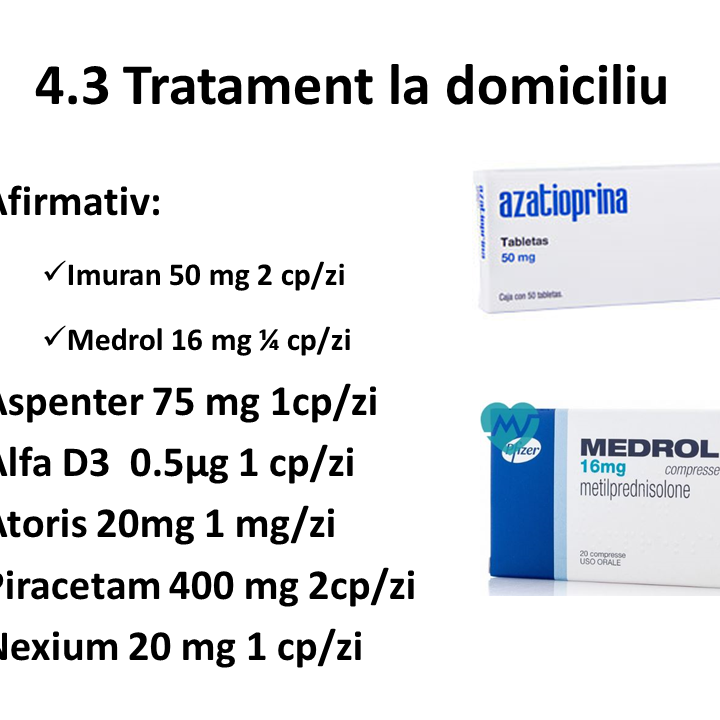 4.3 Tratament la domiciliu
Afirmativ:
✓Imuran 50 mg 2 cp/zi
✓Medrol 16 mg ¼ cp/zi
Aspenter 75 mg 1cp/zi
Alfa D3 0.5µg 1 cp/zi
Atoris 20mg 1 mg/zi
Piracetam 400 mg 2cp/zi
Nexium 20 mg 1 cp/zi
azatioprina
azatioprina
Tabletas
50 mg
Caja con 50 tabletas.
Pfizer
MEDROL
16mg
compresse
metilprednisolone
20 compresse
USO ORALE